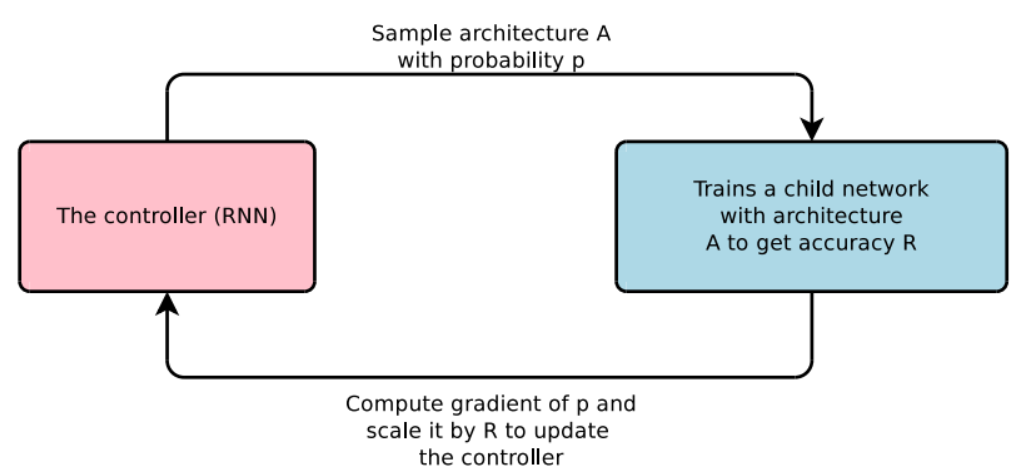 Sample architecture A
with probability p
The controller (RNN)
Trains a child network
with architecture
A to get accuracy R
Compute gradient of p and
scale it by R to update
the controller